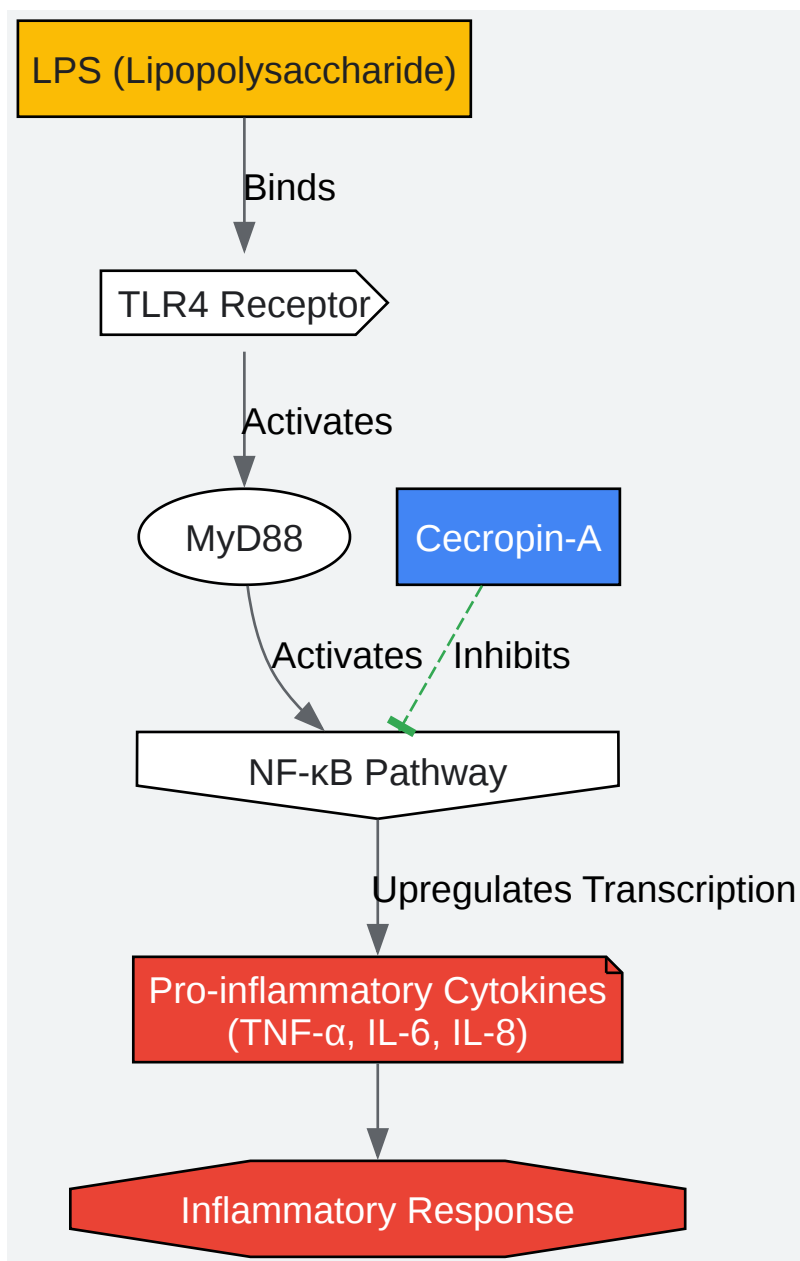 LPS (Lipopolysaccharide)
Binds
TLR4 Receptor
Activates
MyD88
Cecropin-A
Activates
Inhibits
NF-κB Pathway
Upregulates Transcription
Pro-inflammatory Cytokines
(TNF-α, IL-6, IL-8)
Inflammatory Response